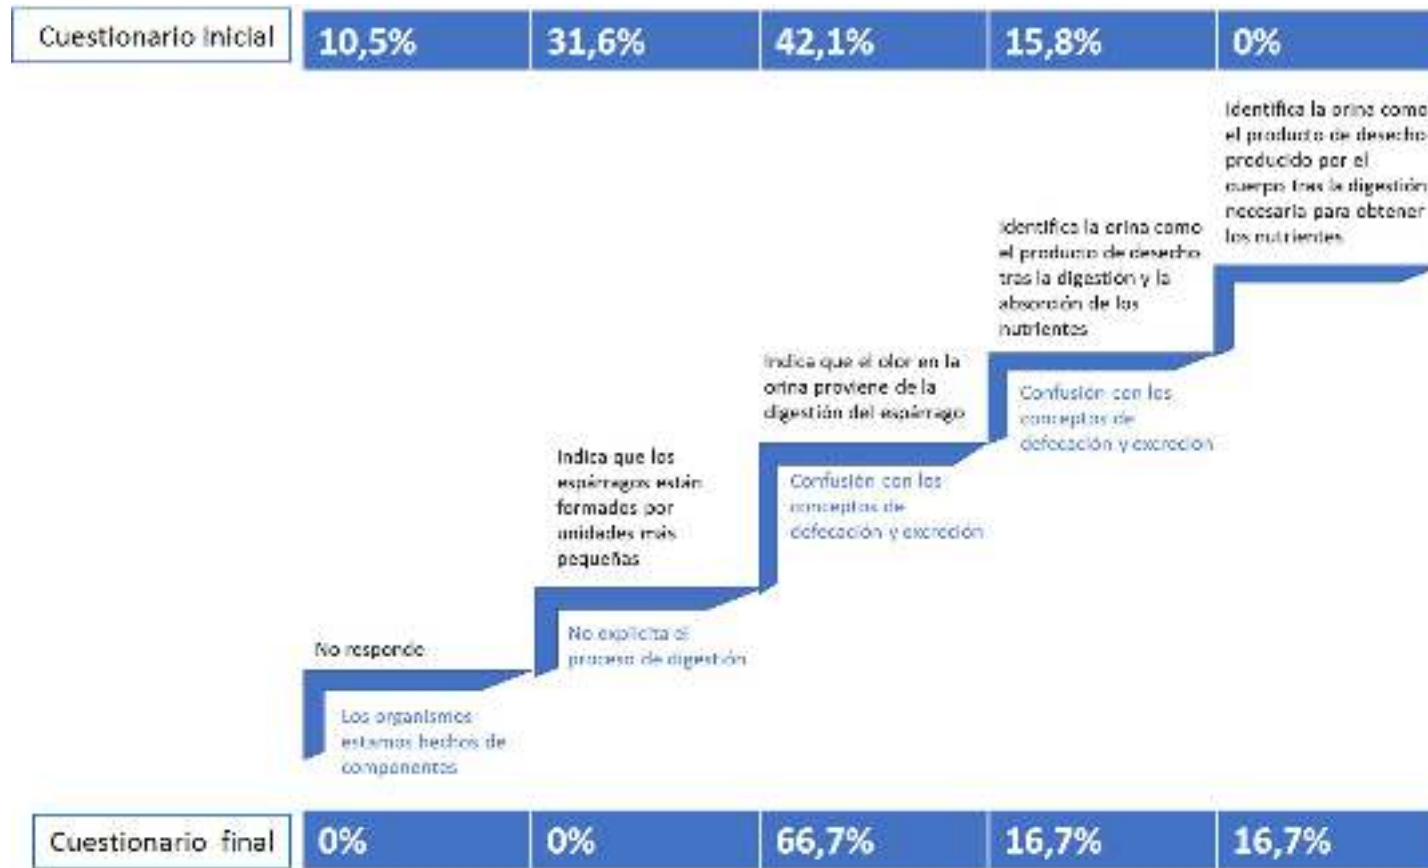 Cuestionario Inicial
10,5%
31,6%
42,1%
15,8%
0%
Identifica la orina como
el producto de desecho
producido por el
cuerpo tras la digestión
necesaria para obtener
los nutrientes
Identifica la orina como
el producto de desecho
tras la digestión y la
absorción de los
nutrientes
Confusión con los
conceptos de
defecación y excreción
Indica que el olor en la
orina proviene de la
digestión del espárrago
Confusión con los
conceptos de
defecación y excreción
Indica que los
espárragos están
formados por
unidades más
pequeñas
No explicita el
proceso de digestión
No responde
Los organismos
estamos hechos de
componentes
Cuestionario final
0%
0%
66,7%
16,7%
16,7%